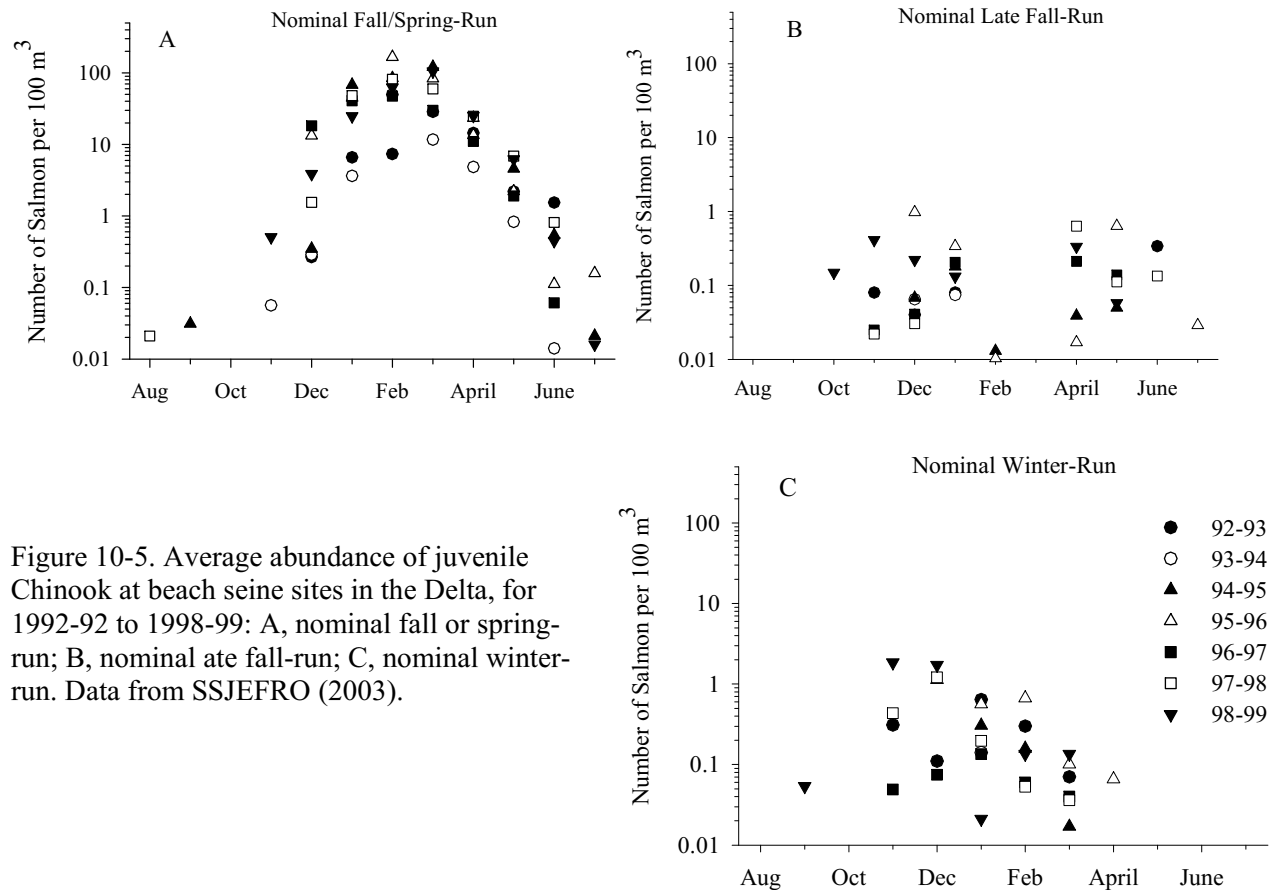 Nominal Fall/Spring-Run
A
Number of Salmon per 100 m³
100
10
1
0.1
0.01
Aug Oct Dec Feb April June
Nominal Late Fall-Run
B
Number of Salmon per 100 m³
100
10
1
0.1
0.01
Aug Oct Dec Feb April June
Nominal Winter-Run
C
Number of Salmon per 100 m³
100
10
1
0.1
0.01
Aug Oct Dec Feb April June
92-93
93-94
94-95
95-96
96-97
97-98
98-99
Figure 10-5. Average abundance of juvenile
Chinook at beach seine sites in the Delta, for
1992-92 to 1998-99: A, nominal fall or spring-
run; B, nominal ate fall-run; C, nominal winter-
run. Data from SSJEFRO (2003).